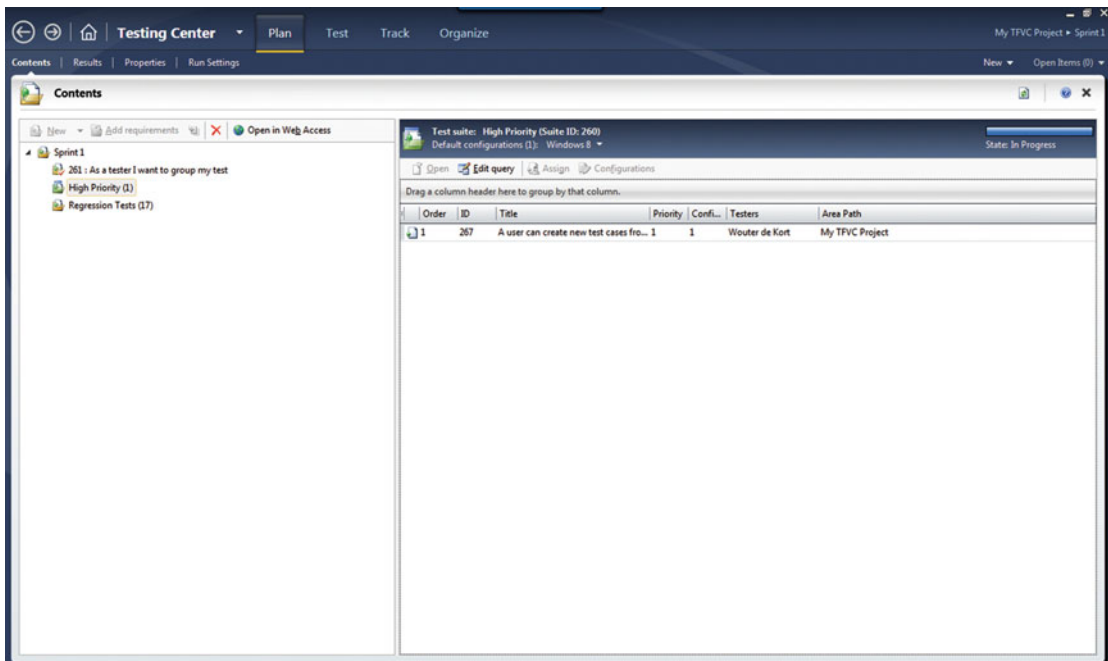 Testing Center Plan Test Track Organize My TFVC Project ▸ Sprint 1
Contents | Results | Properties | Run Settings New Open Items (0)
Contents
New Add requirements Open in Web Access
Sprint 1
261 : As a tester I want to group my test
High Priority (1)
Regression Tests (17)
Test suite: High Priority (Suite ID: 260)
Default configurations (1): Windows 8
State: In Progress
Open Edit query Assign Configurations
Drag a column header here to group by that column.
Order ID Title Priority Confi... Testers Area Path
1 267 A user can create new test cases fro... 1 1 Wouter de Kort My TFVC Project